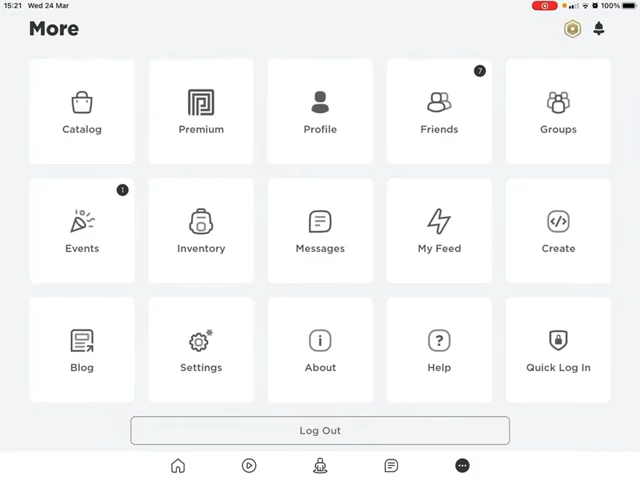 15:21 Wed 24 Mar 100%
More
7
Catalog Premium Profile Friends Groups
1
Events Inventory Messages My Feed Create
Blog Settings About Help Quick Log In
Log Out